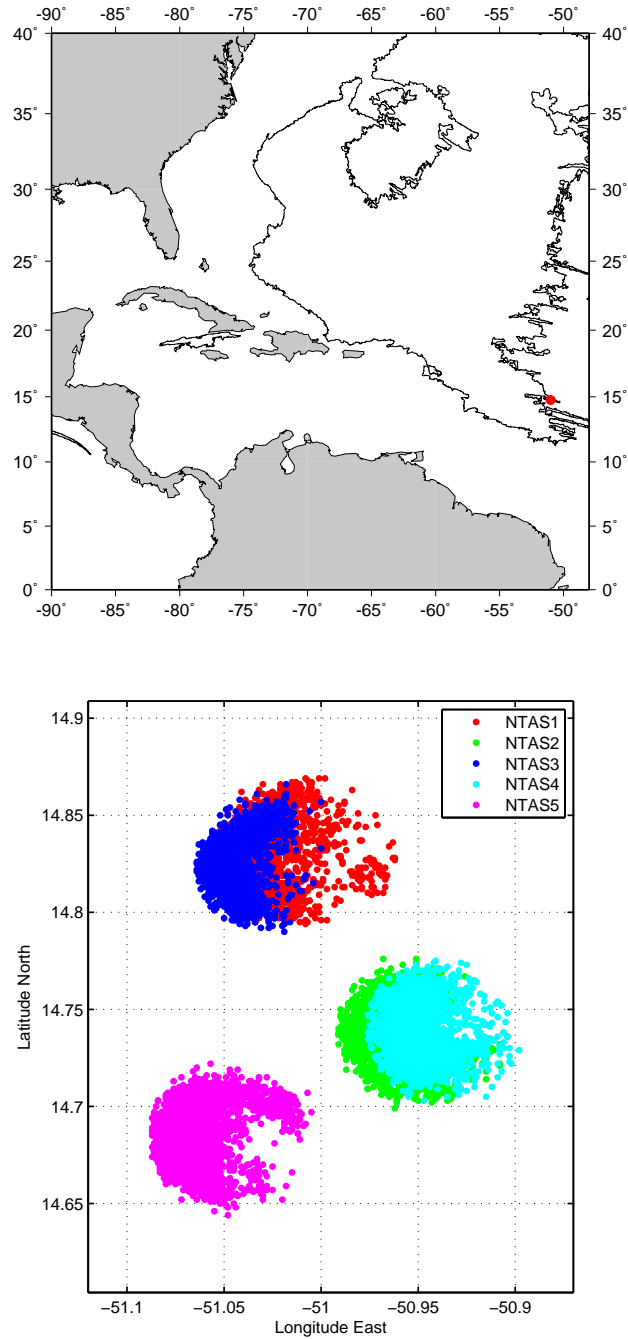 -90˚ -85˚ -80˚ -75˚ -70˚ -65˚ -60˚ -55˚ -50˚
40˚ 40˚
35˚ 35˚
30˚ 30˚
25˚ 25˚
20˚ 20˚
15˚ 15˚
10˚ 10˚
5˚ 5˚
0˚ 0˚
-90˚ -85˚ -80˚ -75˚ -70˚ -65˚ -60˚ -55˚ -50˚
NTAS1
NTAS2
NTAS3
NTAS4
NTAS5
14.9
14.85
14.8
14.75
14.7
14.65
Latitude North
−51.1 −51.05 −51 −50.95 −50.9
Longitude East